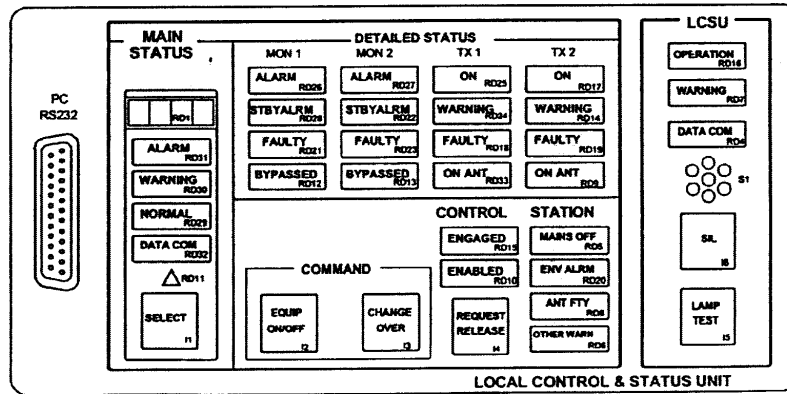 PC
RS232
MAIN
STATUS
RD1
ALARM
RD31
WARNING
RD30
NORMAL
RD29
DATA COM
RD32
RD11
SELECT
I1
DETAILED STATUS
MON 1 MON 2 TX 1 TX 2
ALARM RD26 ALARM RD27 ON RD25 ON RD17
STBYALRM RD28 STBYALRM RD22 WARNING RD24 WARNING RD14
FAULTY RD21 FAULTY RD23 FAULTY RD18 FAULTY RD19
BYPASSED RD12 BYPASSED RD13 ON ANT RD33 ON ANT RD9
COMMAND
EQUIP
ON/OFF
I2
CHANGE
OVER
I3
CONTROL
ENGAGED
RD15
ENABLED
RD10
REQUEST
RELEASE
I4
STATION
MAINS OFF
RD5
ENV ALRM
RD20
ANT FTY
RD8
OTHER WARN
RD6
LCSU
OPERATION
RD16
WARNING
RD7
DATA COM
RD4
S1
SIL
I6
LAMP
TEST
I5
LOCAL CONTROL & STATUS UNIT